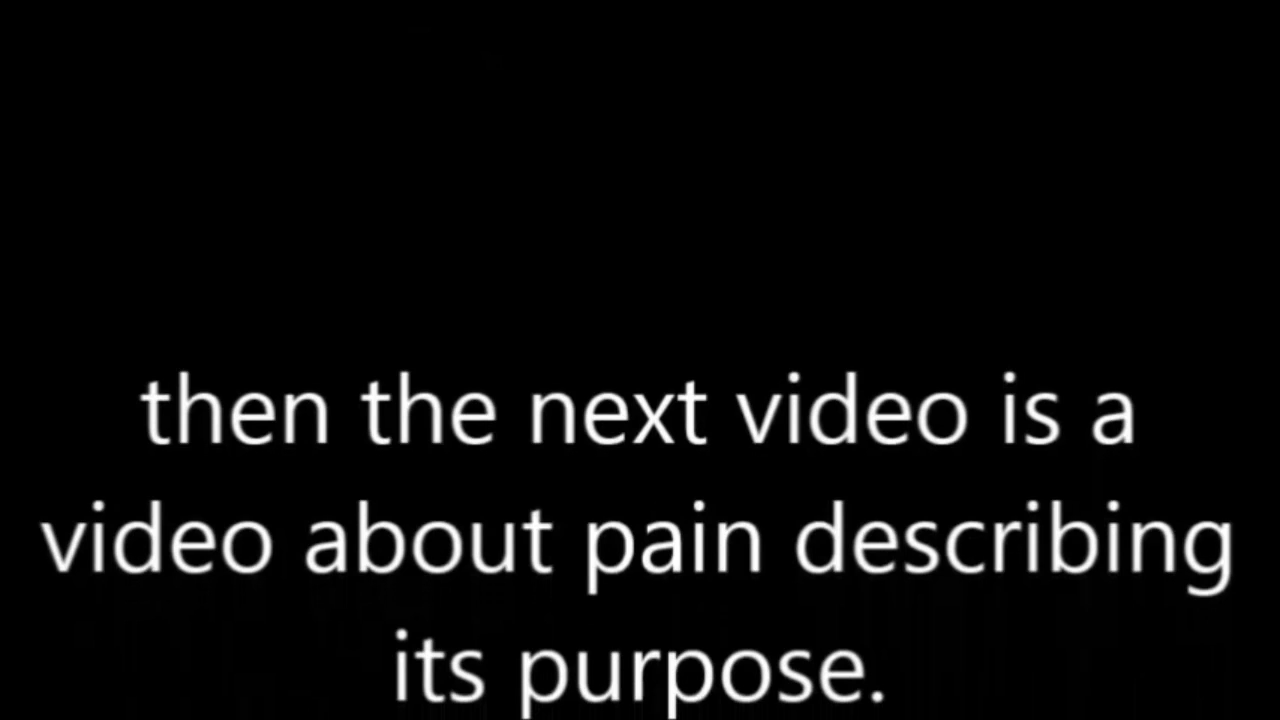 then the next video is a
video about pain describing
its purpose.